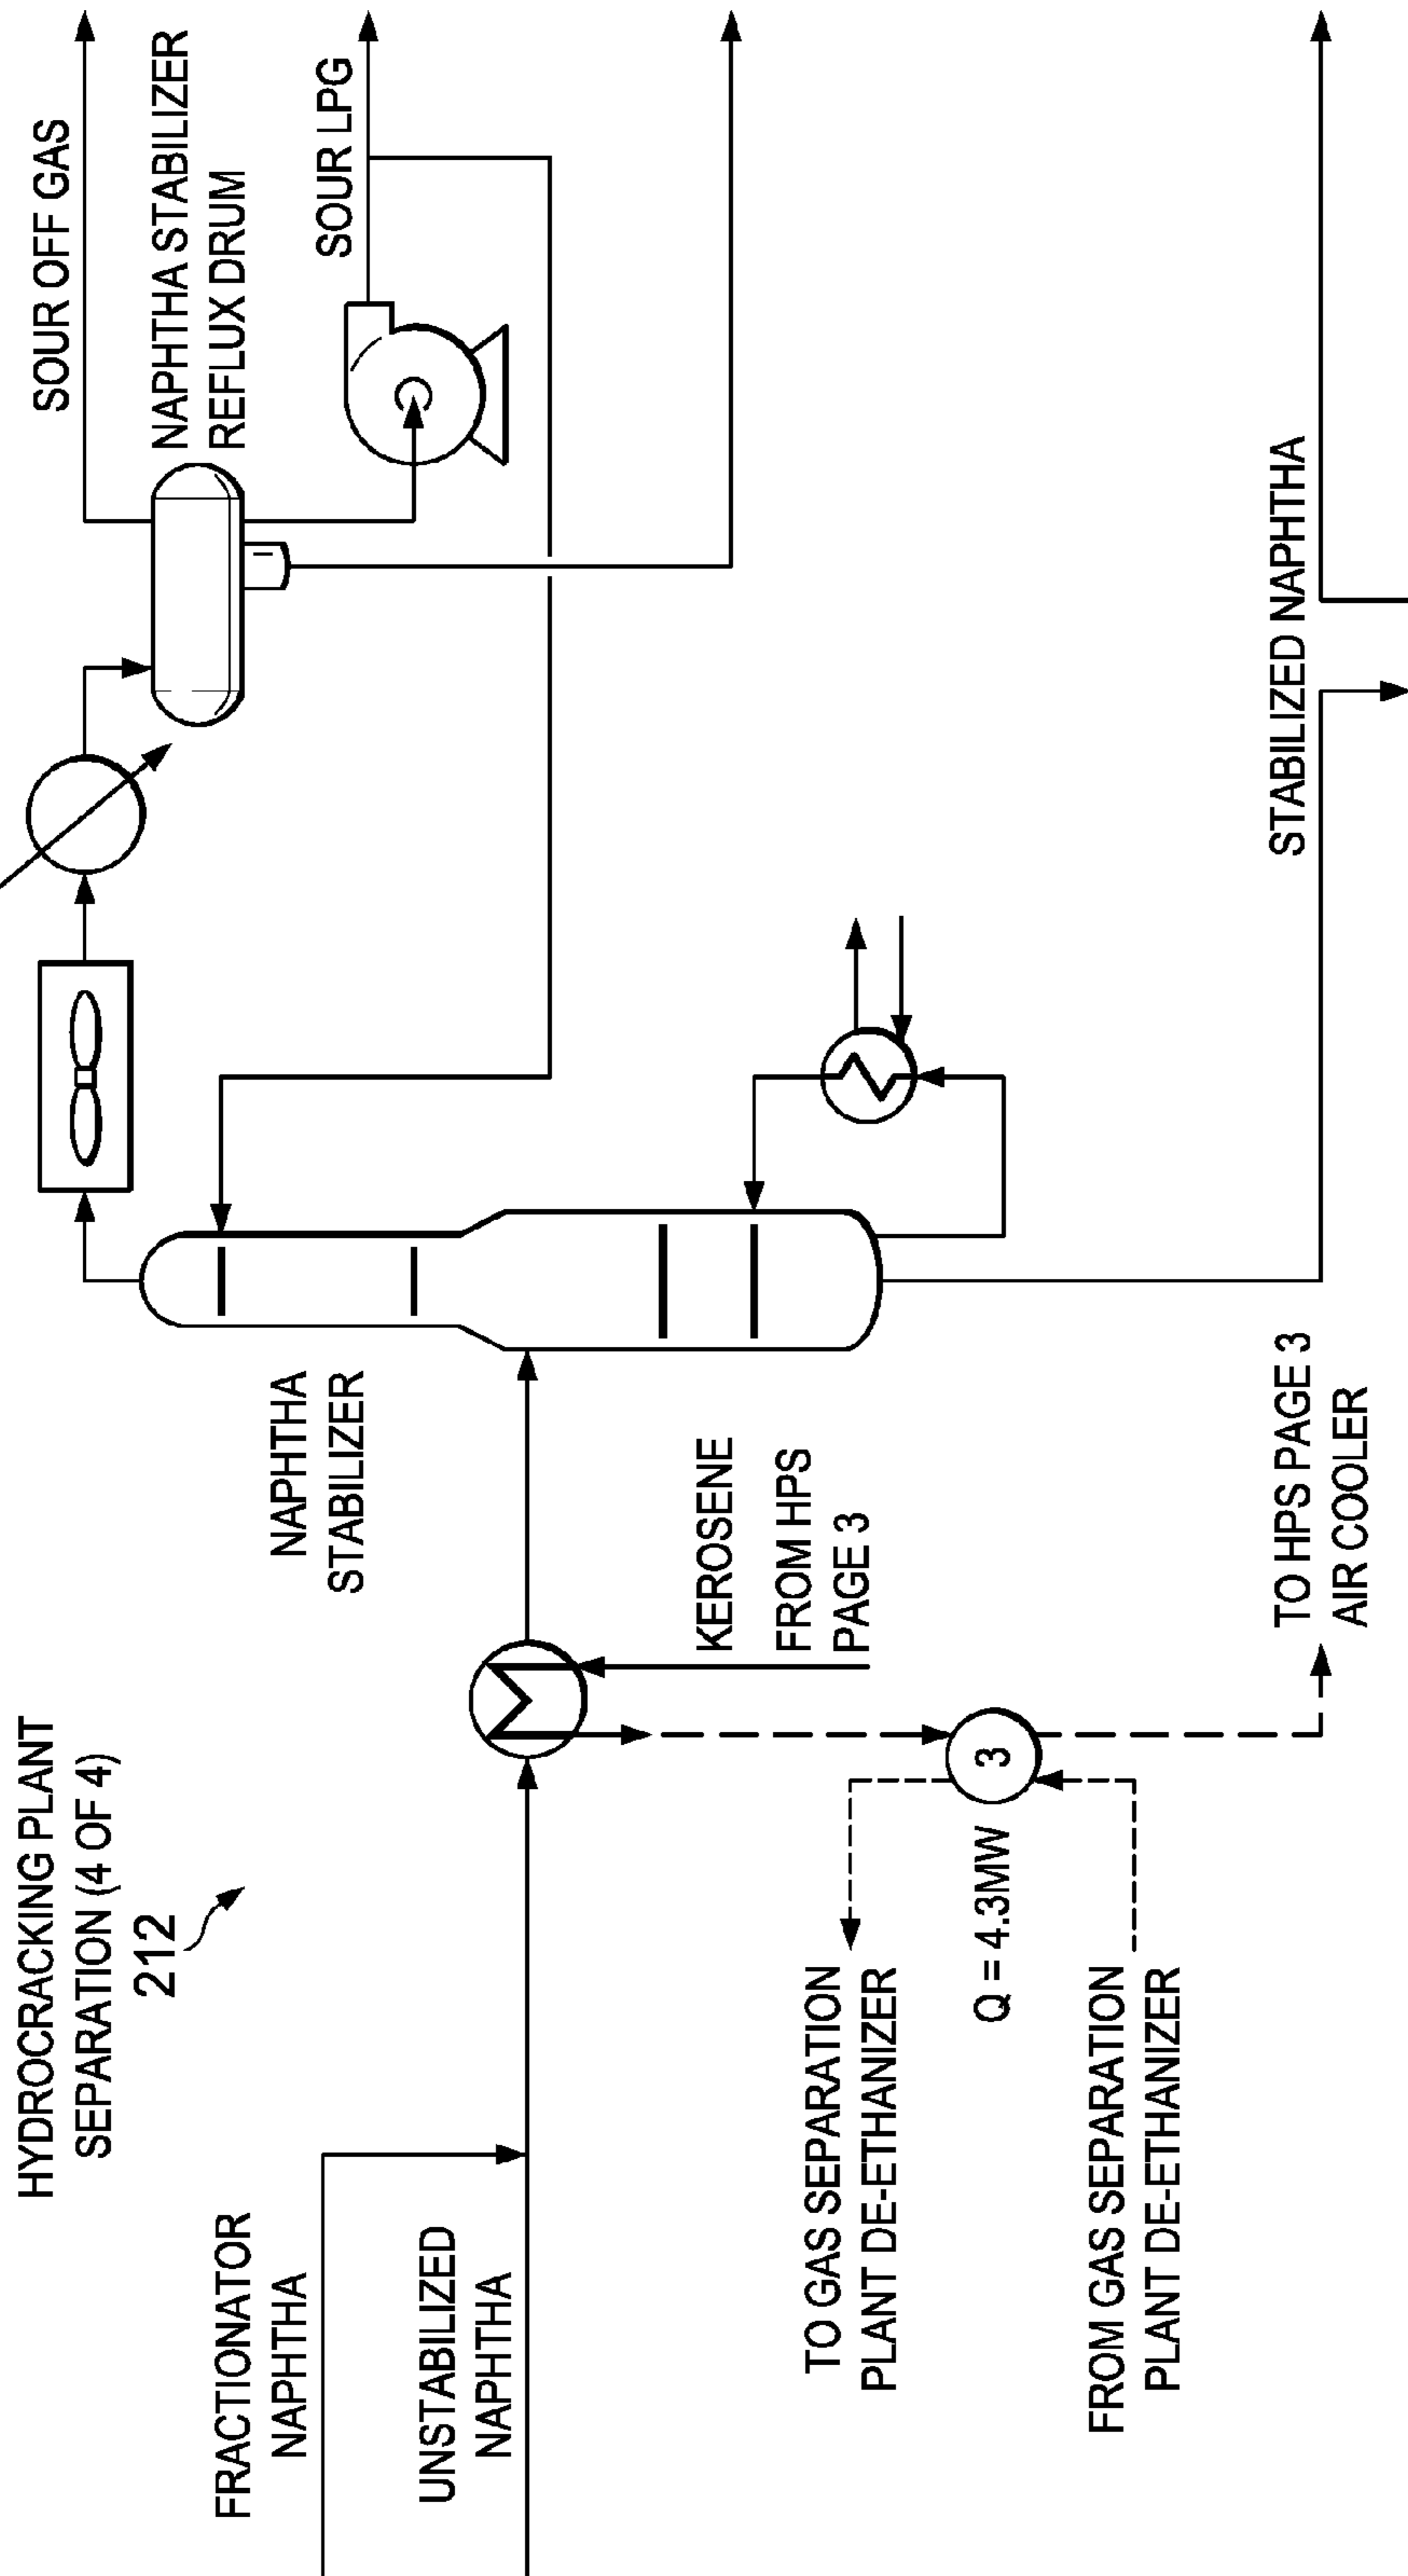 HYDROCRACKING PLANT
SEPARATION (4 OF 4)
212
FRACTIONATOR
NAPHTHA
UNSTABILIZED
NAPHTHA
TO GAS SEPARATION
PLANT DE-ETHANIZER
Q = 4.3MW
3
FROM GAS SEPARATION
PLANT DE-ETHANIZER
NAPHTHA
STABILIZER
KEROSENE
FROM HPS
PAGE 3
TO HPS PAGE 3
AIR COOLER
SOUR OFF GAS
NAPHTHA STABILIZER
REFLUX DRUM
SOUR LPG
STABILIZED NAPHTHA